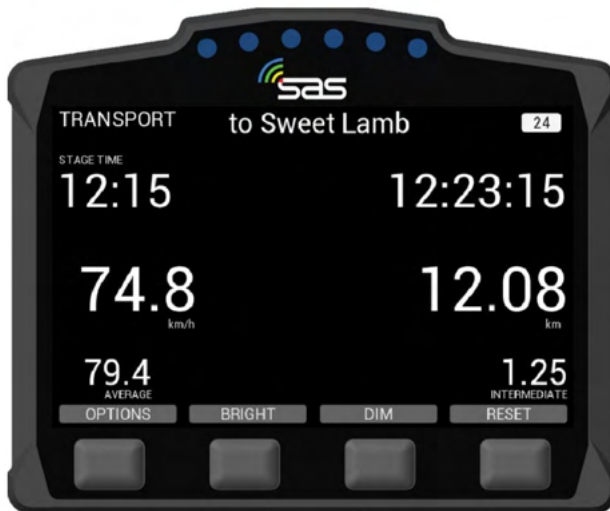 sas
TRANSPORT to Sweet Lamb 24
STAGE TIME
12:15 12:23:15
74.8 12.08
km/h km
79.4 1.25
AVERAGE INTERMEDIATE
OPTIONS BRIGHT DIM RESET